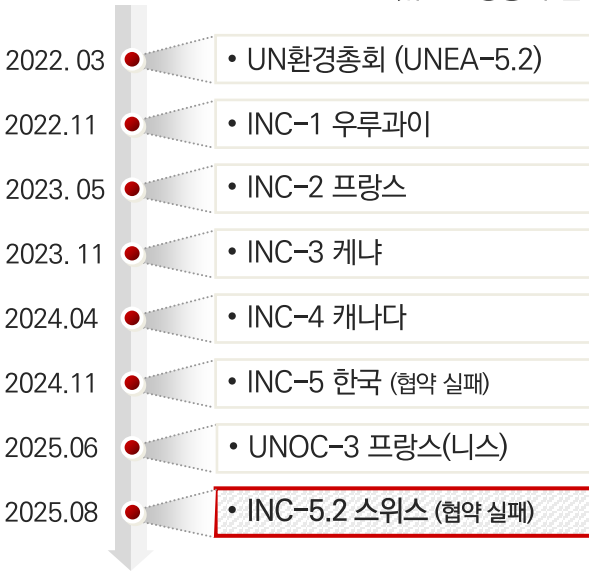 2022. 03 • UN환경총회 (UNEA-5.2)
2022.11 • INC-1 우루과이
2023. 05 • INC-2 프랑스
2023. 11 • INC-3 케냐
2024.04 • INC-4 캐나다
2024.11 • INC-5 한국 (협약 실패)
2025.06 • UNOC-3 프랑스(니스)
2025.08 • INC-5.2 스위스 (협약 실패)